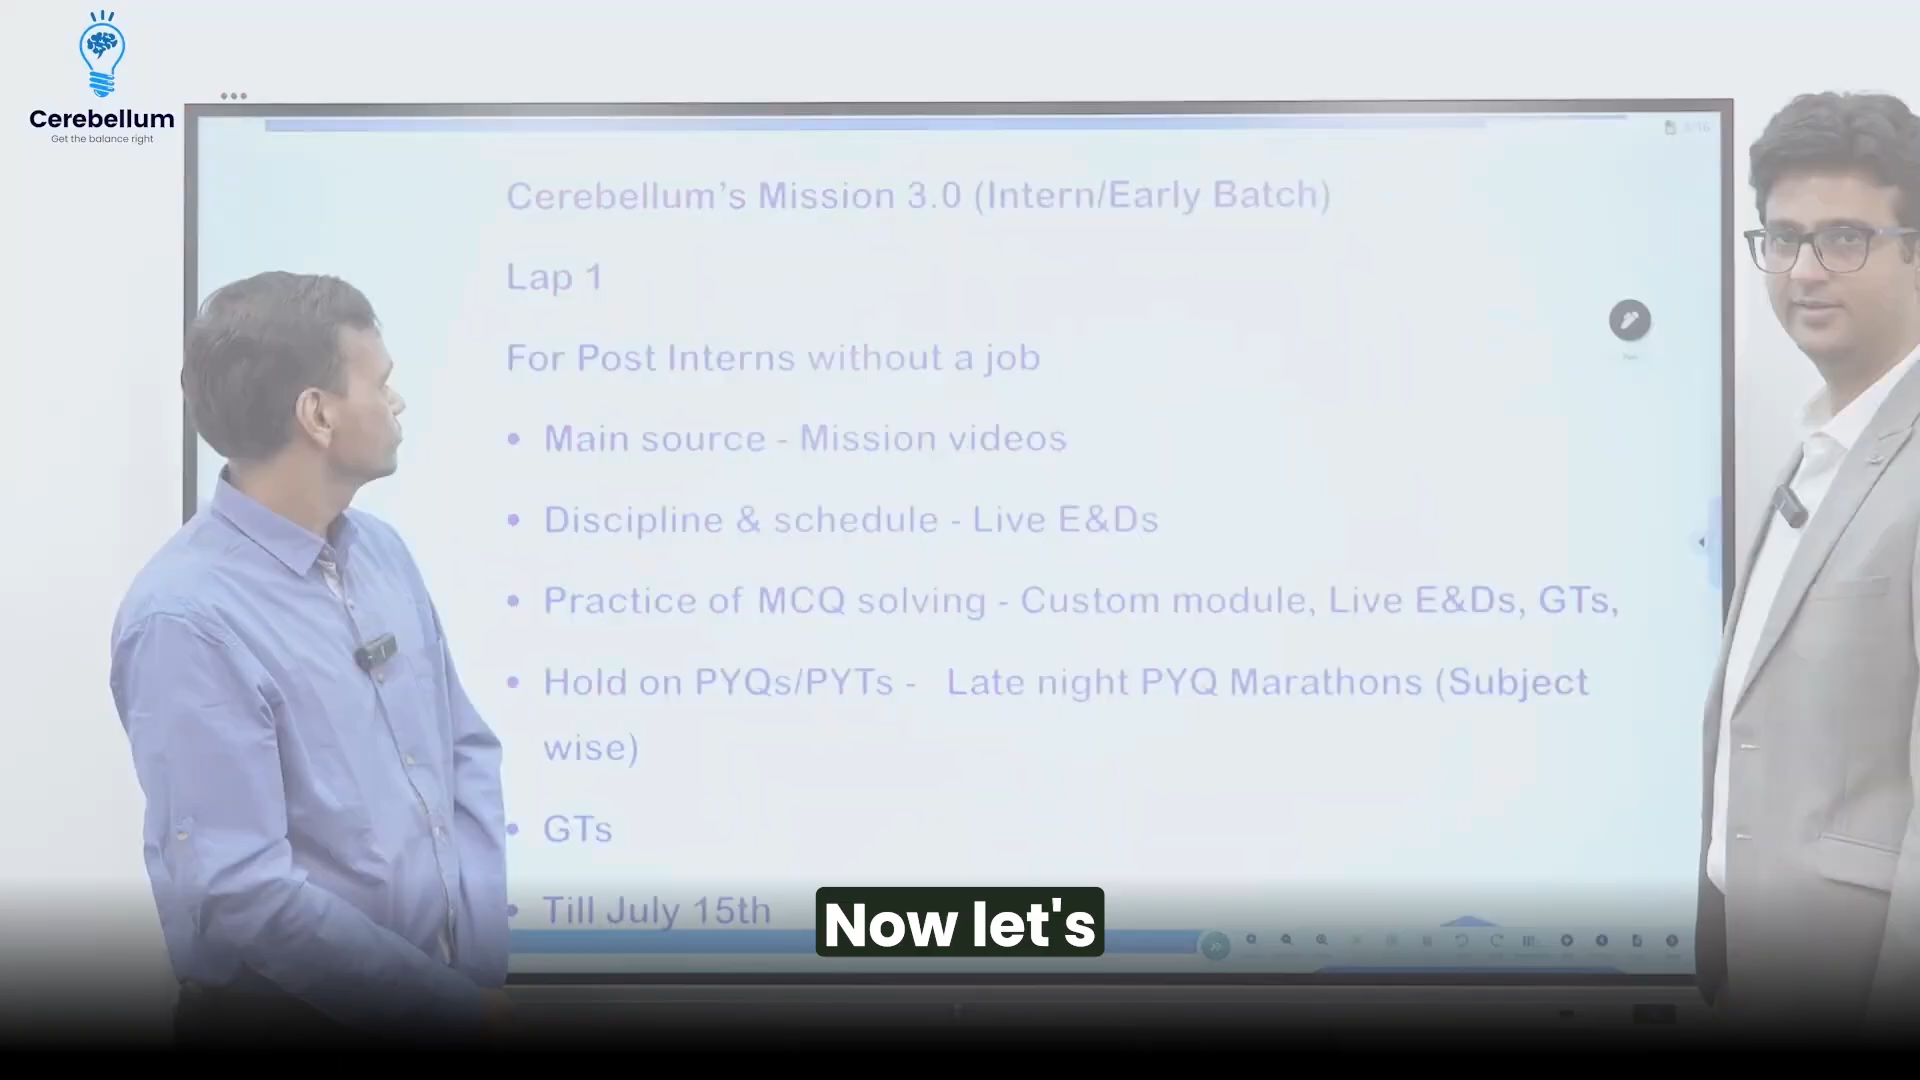 Cerebellum
Get the balance right
Cerebellum's Mission 3.0 (Intern/Early Batch)
Lap 1
For Post Interns without a job
• Main source - Mission videos
• Discipline & schedule - Live E&Ds
• Practice of MCQ solving - Custom module, Live E&Ds, GTs,
• Hold on PYQs/PYTs - Late night PYQ Marathons (Subject
wise)
• GTs
• Till July 15th
Now let's